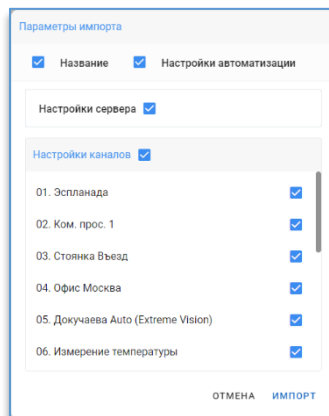 Параметры импорта
Название Настройки автоматизации
Настройки сервера
Настройки каналов
01. Эспланада
02. Ком. прос. 1
03. Стоянка Въезд
04. Офис Москва
05. Докучаева Auto (Extreme Vision)
06. Измерение температуры
ОТМЕНА ИМПОРТ